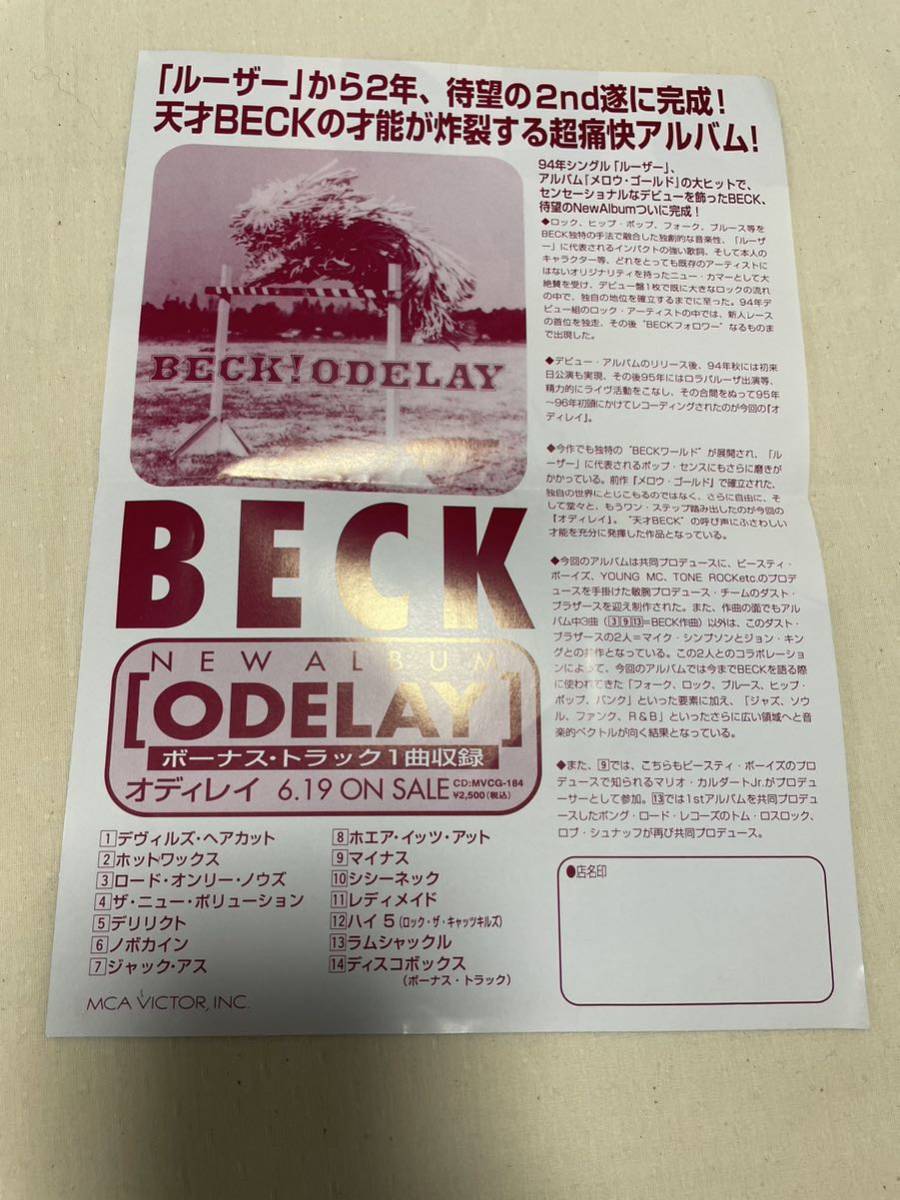 「ルーザー」から2年、待望の2nd遂に完成！
天才BECKの才能が炸裂する超痛快アルバム！
BECK! ODELAY
BECK
NEW ALBUM
[ODELAY]
ボーナス・トラック1曲収録
オディレイ 6.19 ON SALE CD:MVCG-184 ¥2,500(税込)
1 デヴィルズ・ヘアカット
2 ホットワックス
3 ロード・オンリー・ノウズ
4 ザ・ニュー・ポリューション
5 デリリクト
6 ノボカイン
7 ジャック・アス
8 ホエア・イッツ・アット
9 マイナス
10 シシーネック
11 レディメイド
12 ハイ5(ロック・ザ・キャッツキルズ)
13 ラムシャックル
14 ディスコボックス
(ボーナス・トラック)
MCA VICTOR, INC.
94年シングル「ルーザー」、
アルバム「メロウ・ゴールド」の大ヒットで、
センセーショナルなデビューを飾ったBECK、
待望のNewAlbumついに完成！
◆ロック、ヒップ・ポップ、フォーク、ブルース等を
BECK独特の手法で融合した独創的な音楽性、「ルーザ
ー」に代表されるインパクトの強い歌詞、そして本人の
キャラクター等、どれをとっても既存のアーティストに
はないオリジナリティを持ったニュー・カマーとして大
絶賛を受け、デビュー盤1枚で既に大きなロックの流れ
の中で、独自の地位を確立するまでに至った。94年デ
ビュー組のロック・アーティストの中では、新人レース
の首位を独走、その後"BECKフォロワー"なるものま
で出現した。
◆デビュー・アルバムのリリース後、94年秋には初来
日公演も実現、その後95年にはロラパルーザ出演等、
精力的にライヴ活動をこなし、その合間をぬって95年
～96年初頭にかけてレコーディングされたのが今回の『オ
ディレイ』。
◆今作でも独特の"BECKワールド"が展開され、「ル
ーザー」に代表されるポップ・センスにもさらに磨きが
かかっている。前作『メロウ・ゴールド』で確立された、
独自の世界にとじこもるのではなく、さらに自由に、そ
して堂々と、もうワン・ステップ踏み出したのが今回の
『オディレイ』。"天才BECK"の呼び声にふさわしい
才能を充分に発揮した作品となっている。
◆今回のアルバムは共同プロデュースに、ビースティ・
ボーイズ、YOUNG MC、TONE ROCKetc.のプロデ
ュースを手掛けた敏腕プロデュース・チームのダスト・
ブラザースを迎え制作された。また、作曲の面でもアル
バム中3曲(3 9 13=BECK作曲)以外は、このダスト・
ブラザースの2人=マイク・シンプソンとジョン・キン
グとの共作となっている。この2人とのコラボレーショ
ンによって、今回のアルバムでは今までBECKを語る際
に使われてきた「フォーク、ロック、ブルース、ヒップ・
ポップ、パンク」といった要素に加え、「ジャズ、ソウ
ル、ファンク、R&B」といったさらに広い領域へと音
楽的ベクトルが向く結果となっている。
◆また、9では、こちらもビースティ・ボーイズのプロ
デュースで知られるマリオ・カルダートJr.がプロデュ
ーサーとして参加。13では1stアルバムを共同プロデュ
ースしたボング・ロード・レコーズのトム・ロスロック、
ロブ・シュナッフが再び共同プロデュース。
●店名印